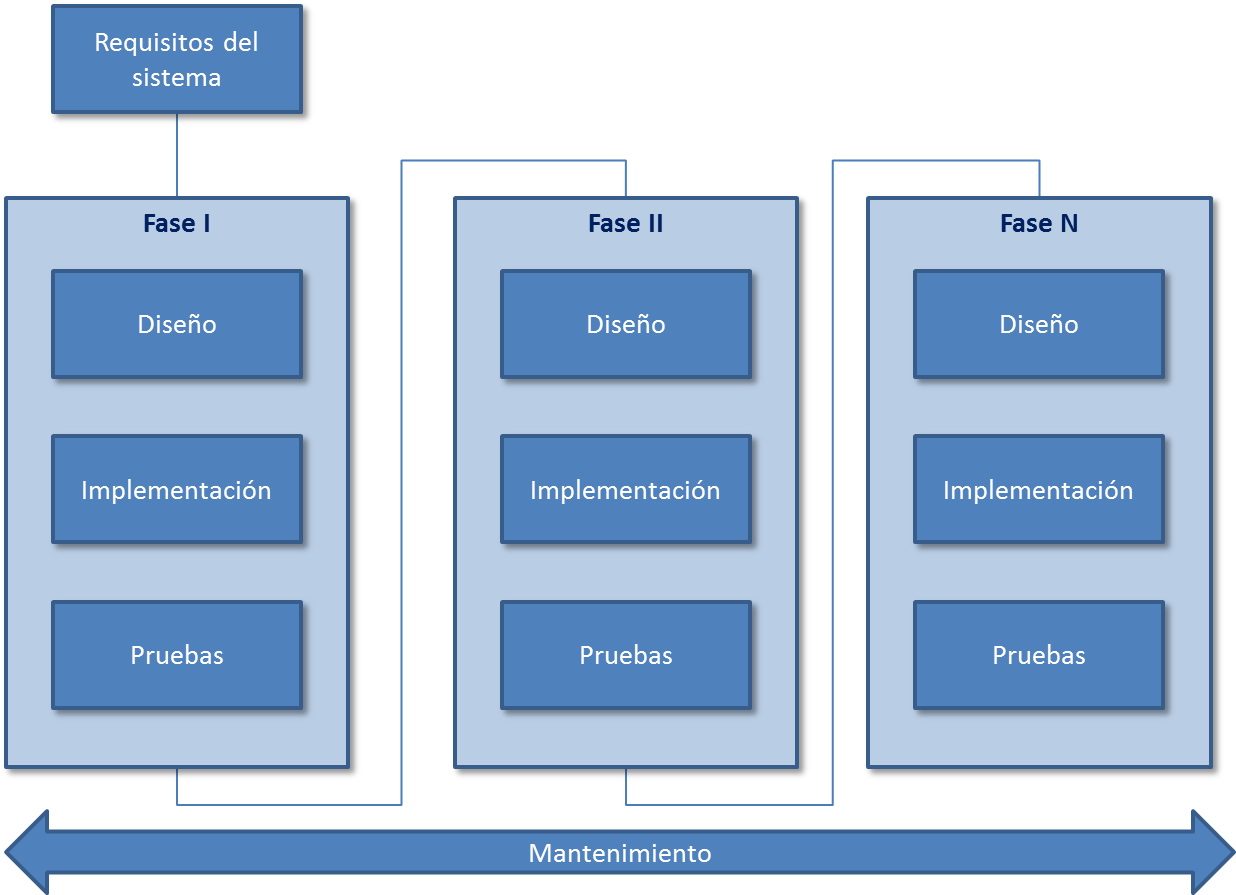 Requisitos del
sistema
Fase I
Diseño
Implementación
Pruebas
Fase II
Diseño
Implementación
Pruebas
Fase N
Diseño
Implementación
Pruebas
Mantenimiento